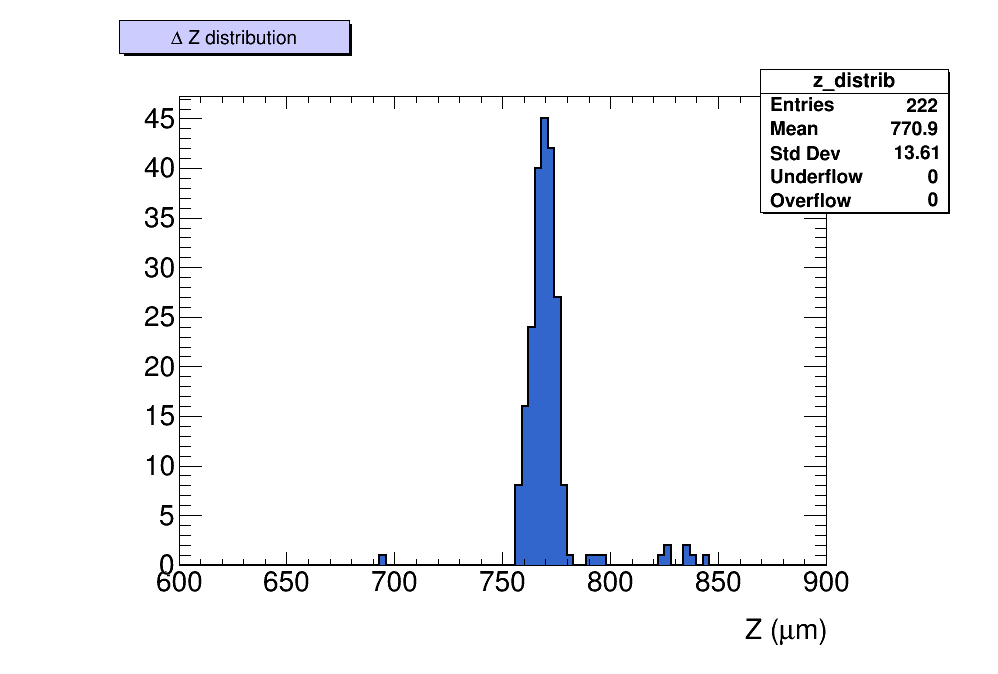 Δ Z distribution
z_distrib
Entries 222
Mean 770.9
Std Dev 13.61
Underflow 0
Overflow 0
45
40
35
30
25
20
15
10
5
0
600 650 700 750 800 850 900
Z (μm)